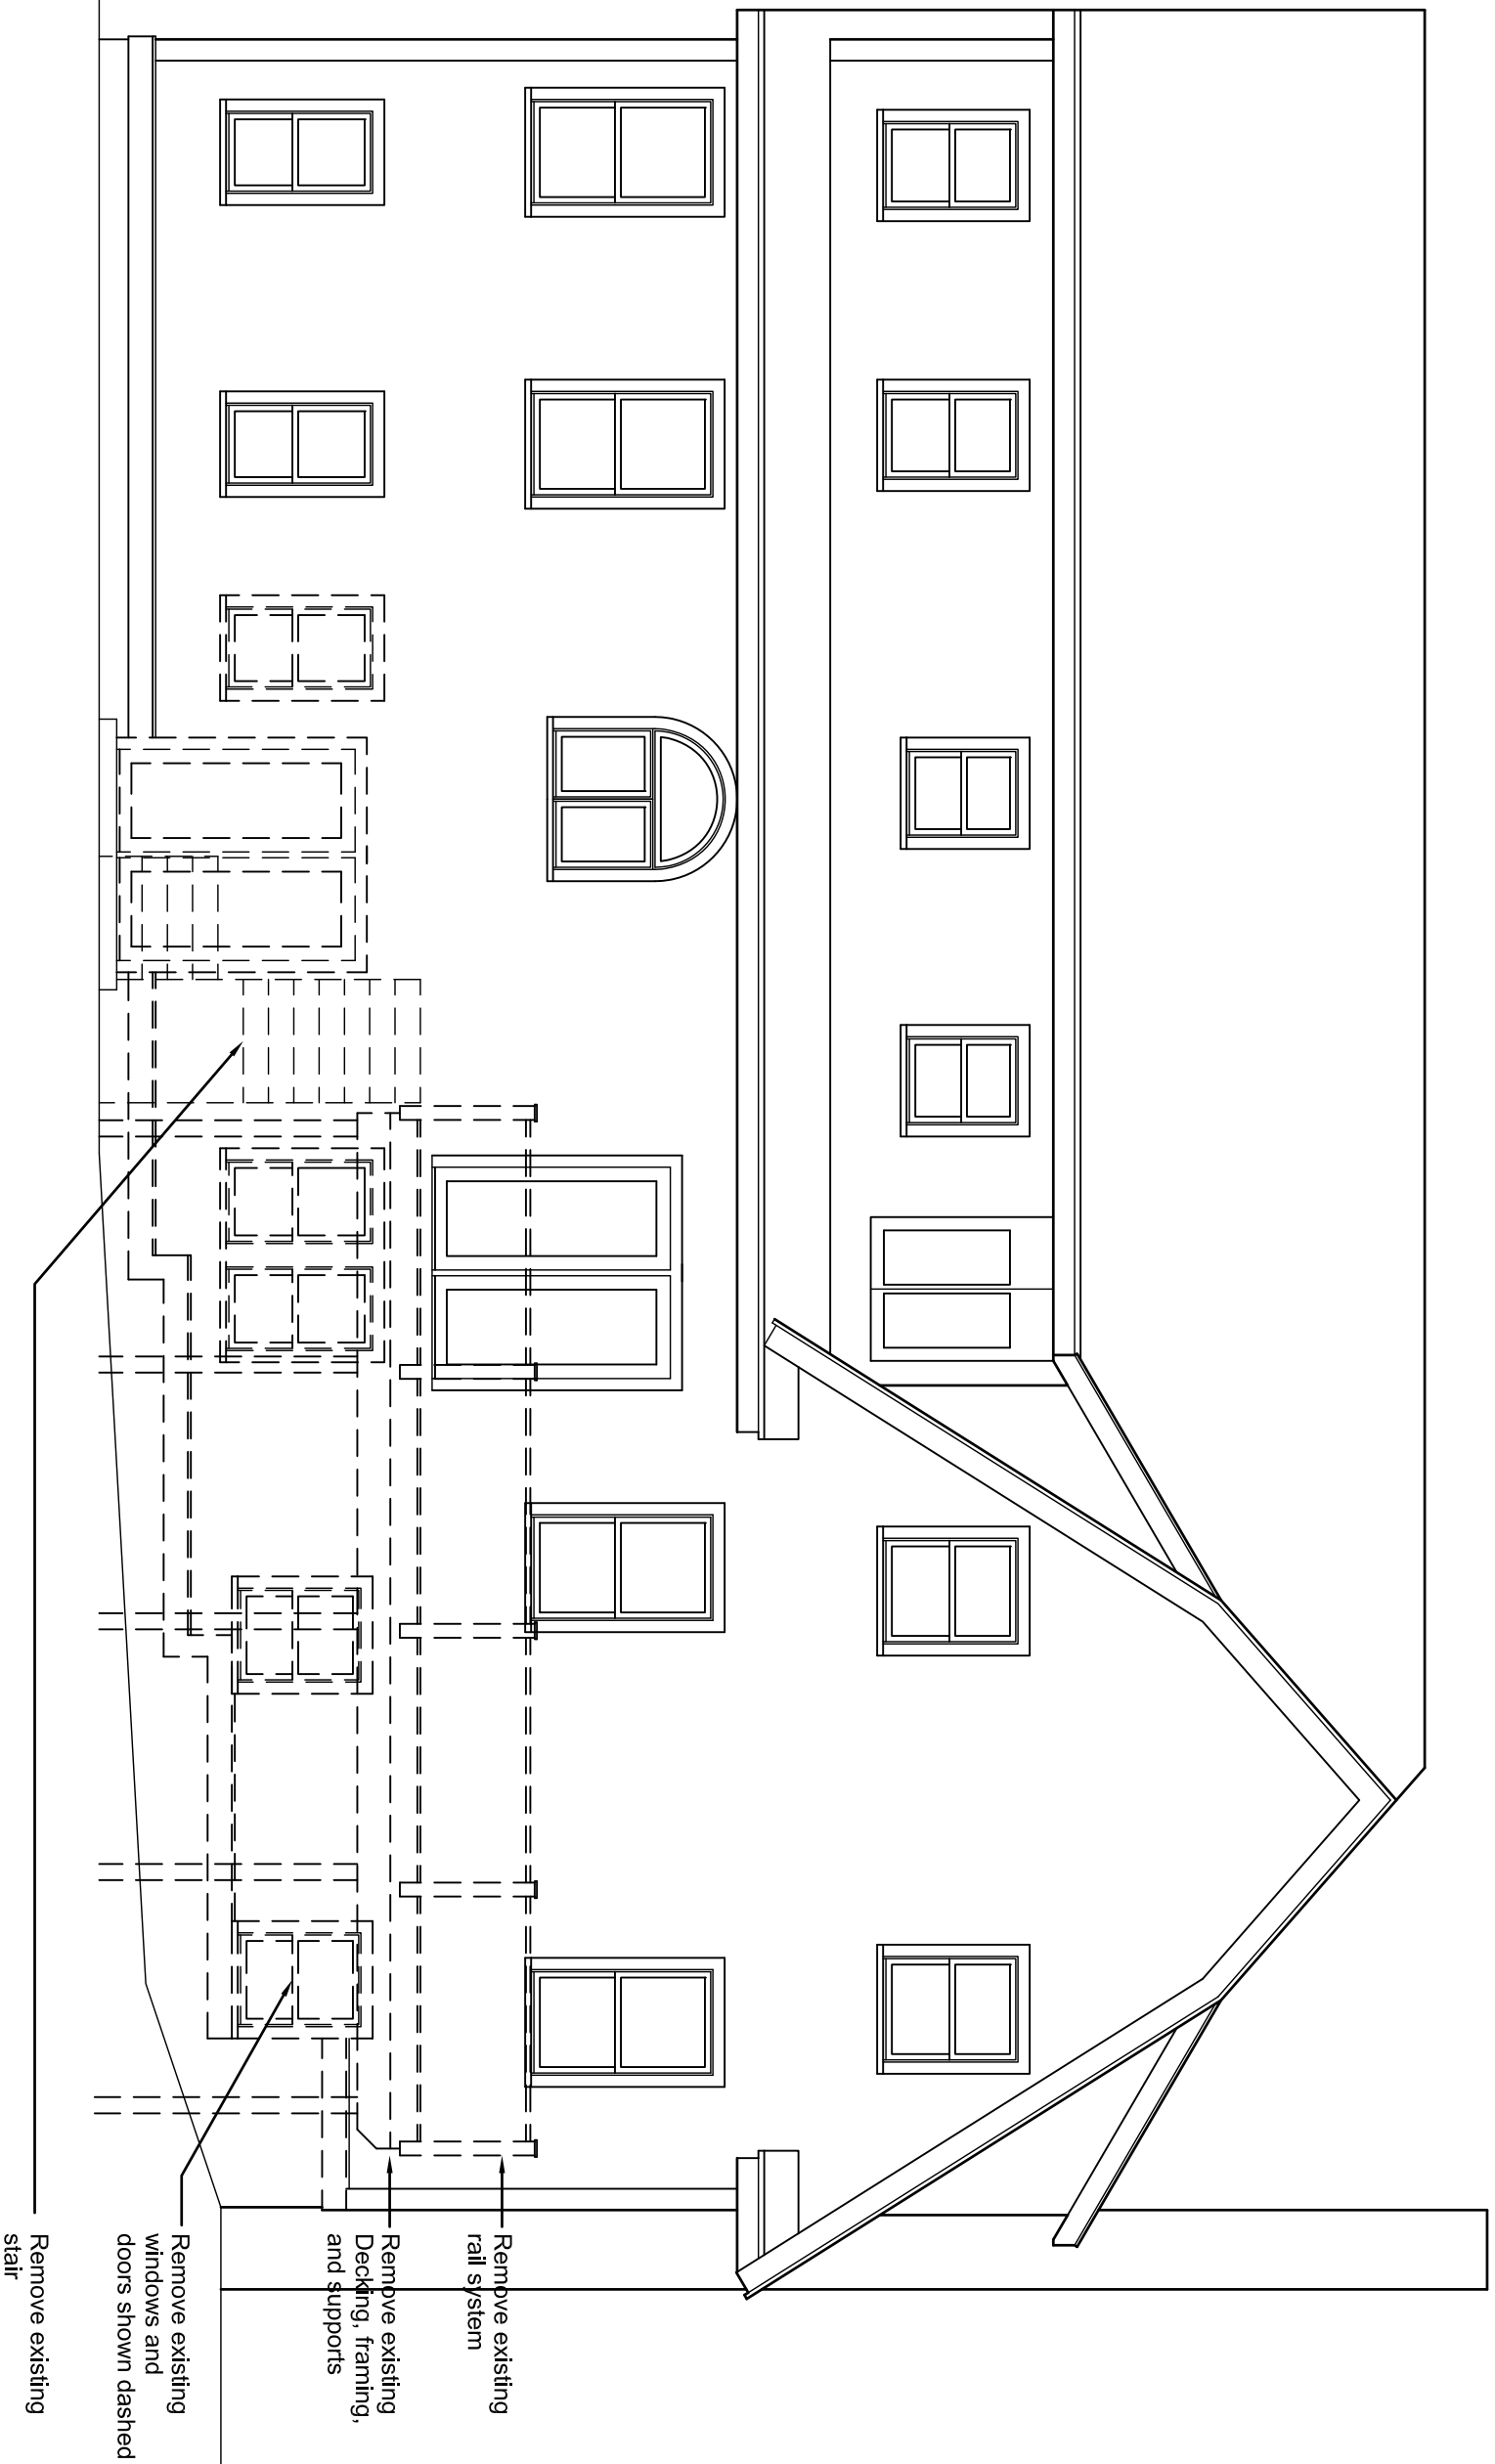 Remove existing
rail system
Remove existing
Decking, framing,
and supports
Remove existing
windows and
doors shown dashed
Remove existing
stair